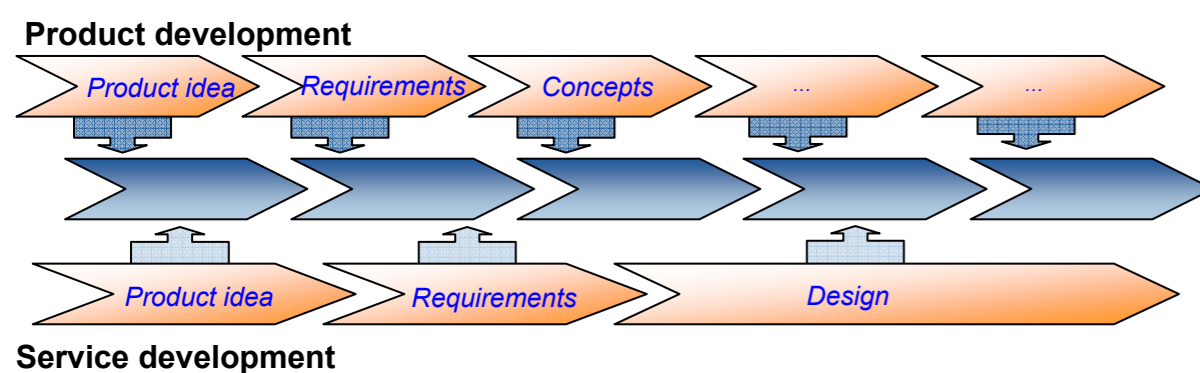 Product development
Product idea
Requirements
Concepts
...
...
Product idea
Requirements
Design
Service development